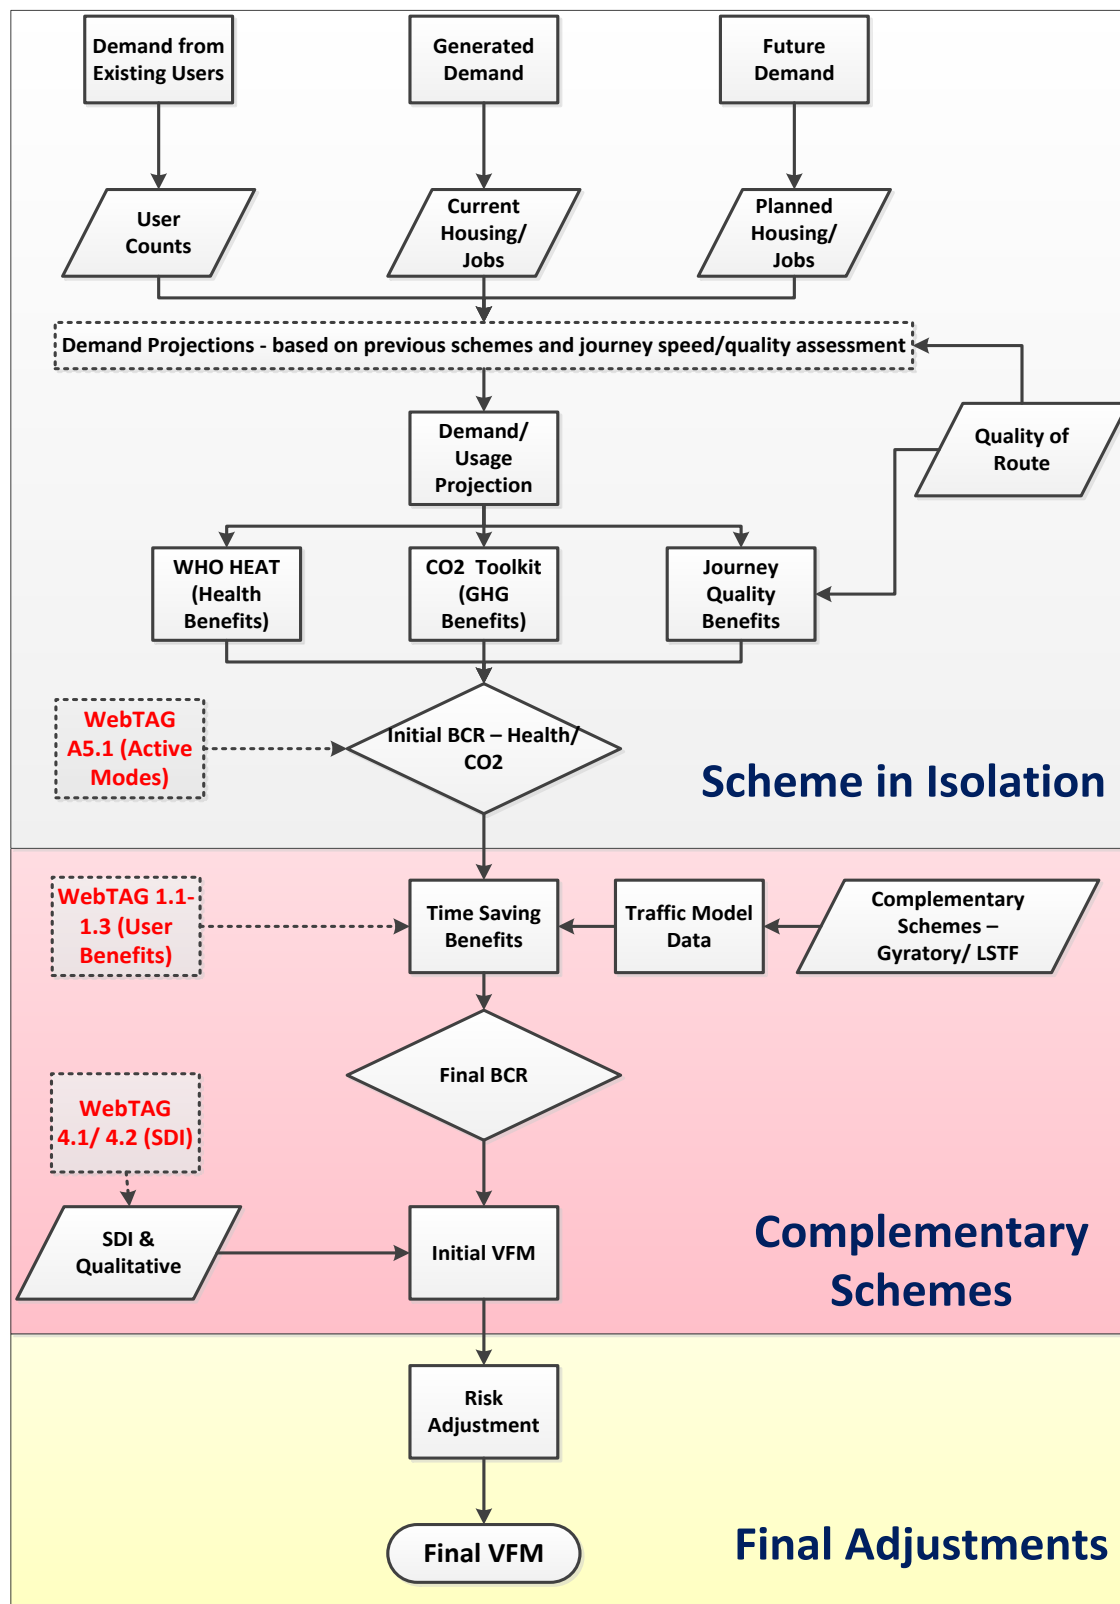 Demand from
Existing Users
Generated
Demand
Future
Demand
User
Counts
Current
Housing/
Jobs
Planned
Housing/
Jobs
Demand Projections - based on previous schemes and journey speed/quality assessment
Demand/
Usage
Projection
Quality of
Route
WHO HEAT
(Health
Benefits)
CO2 Toolkit
(GHG
Benefits)
Journey
Quality
Benefits
WebTAG
A5.1 (Active
Modes)
Initial BCR – Health/
CO2
Scheme in Isolation
WebTAG 1.1-
1.3 (User
Benefits)
Time Saving
Benefits
Traffic Model
Data
Complementary
Schemes –
Gyratory/ LSTF
Final BCR
WebTAG
4.1/ 4.2 (SDI)
SDI &
Qualitative
Initial VFM
Complementary
Schemes
Risk
Adjustment
Final VFM
Final Adjustments